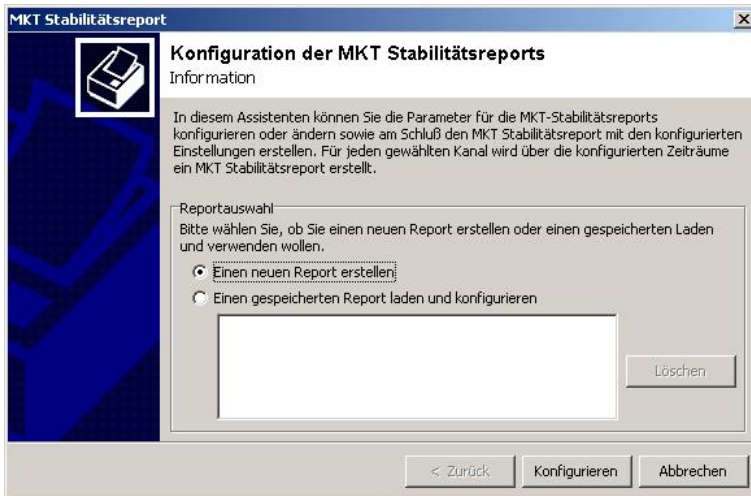 MKT Stabilitätsreport
Konfiguration der MKT Stabilitätsreports
Information
In diesem Assistenten können Sie die Parameter für die MKT-Stabilitätsreports
konfigurieren oder ändern sowie am Schluß den MKT Stabilitätsreport mit den konfigurierten
Einstellungen erstellen. Für jeden gewählten Kanal wird über die konfigurierten Zeiträume
ein MKT Stabilitätsreport erstellt.
Reportauswahl
Bitte wählen Sie, ob Sie einen neuen Report erstellen oder einen gespeicherten Laden
und verwenden wollen.
Einen neuen Report erstellen
Einen gespeicherten Report laden und konfigurieren
Löschen
< Zurück Konfigurieren Abbrechen